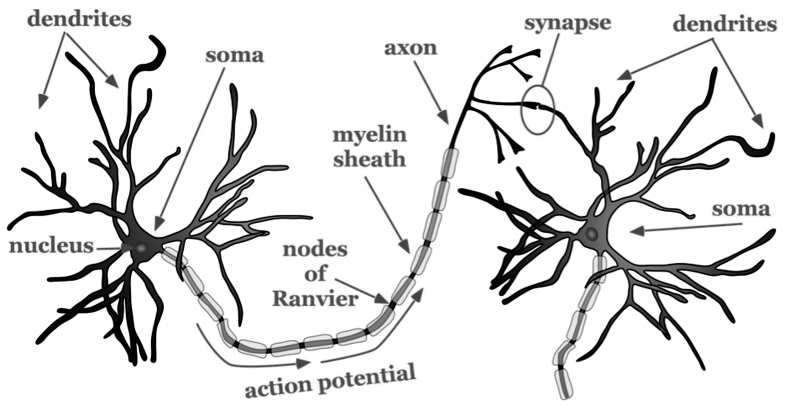 dendrites
soma
axon
synapse
dendrites
myelin
sheath
nucleus
nodes
of
Ranvier
soma
action potential